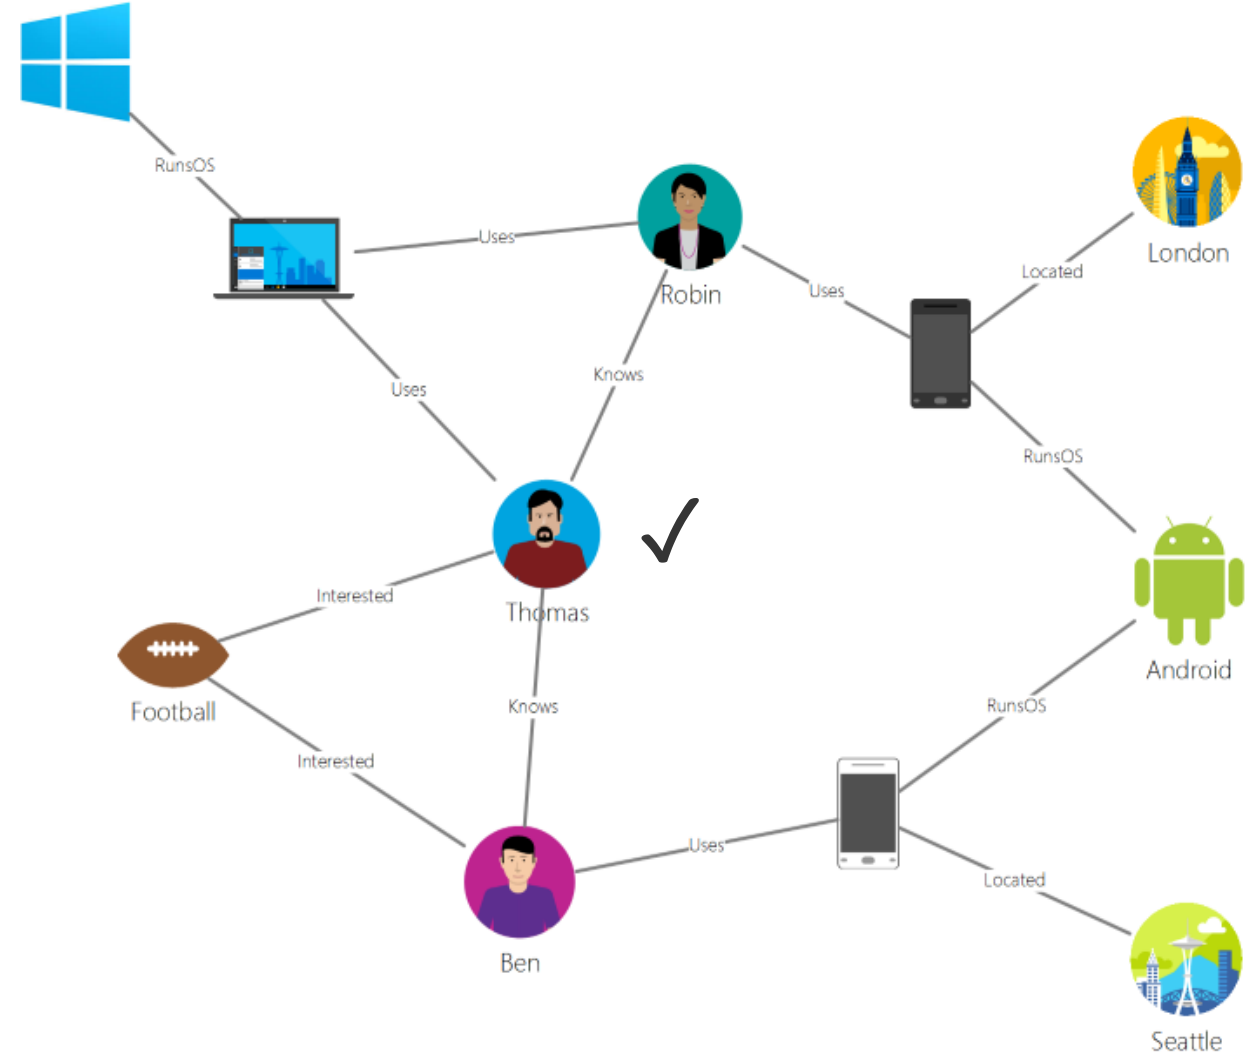 RunsOS
Uses
Robin
London
Located
Uses
Knows
Uses
RunsOS
Interested
Thomas
Football
Android
Knows
RunsOS
Interested
Uses
Located
Ben
Seattle